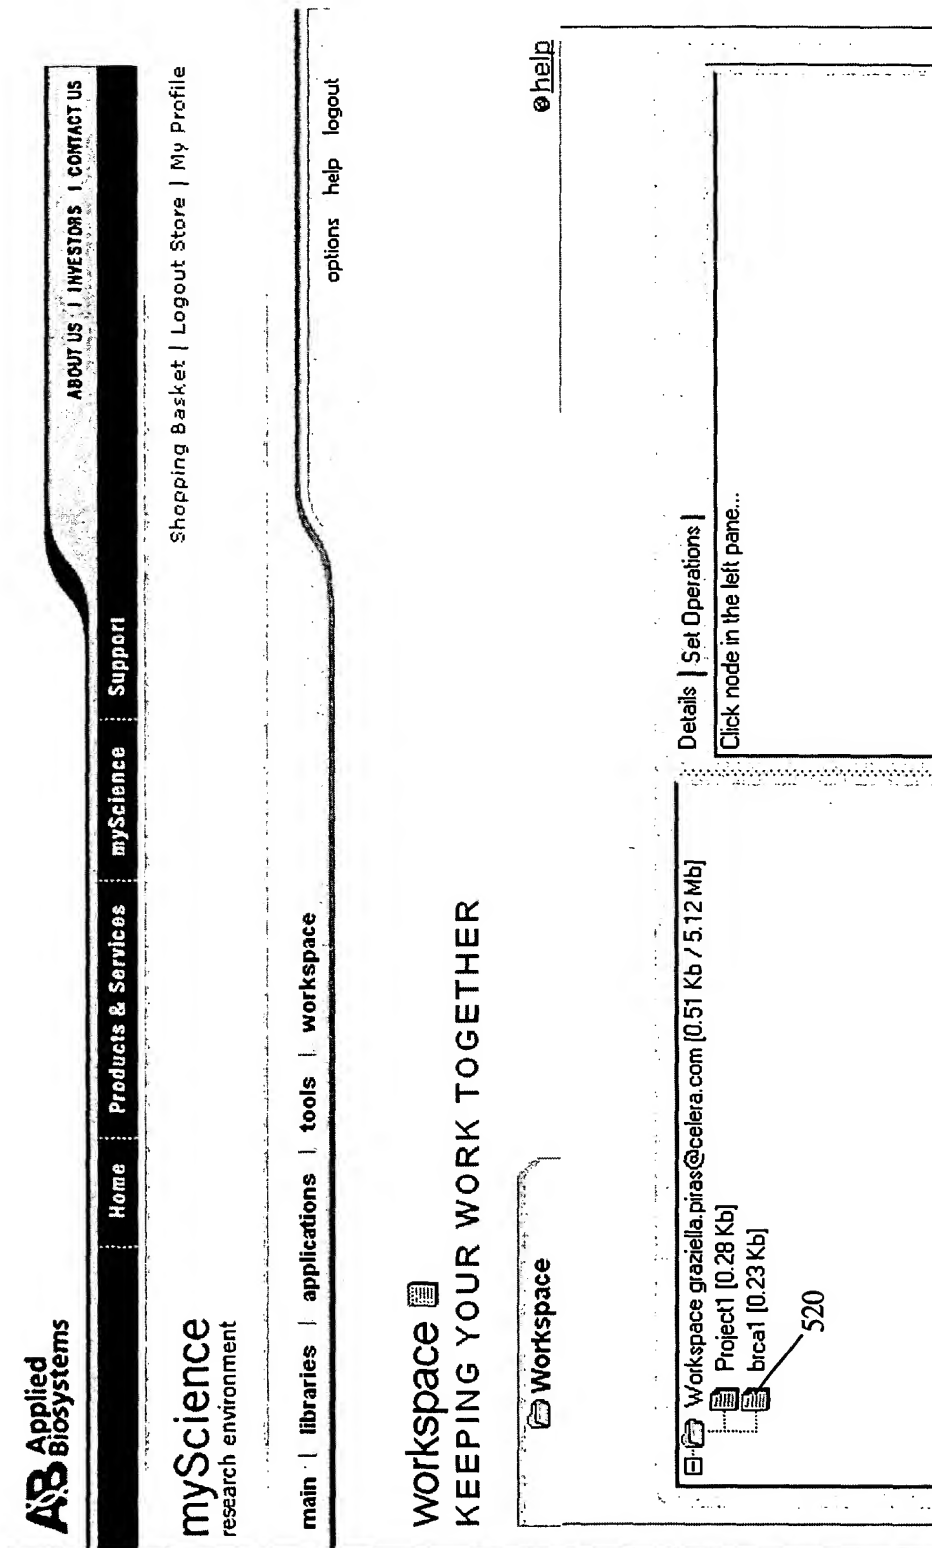 AB Applied Biosystems
ABOUT US | INVESTORS | CONTACT US
Home Products & Services myScience Support
myScience
research environment
Shopping Basket | Logout Store | My Profile
main | libraries | applications | tools | workspace
options help logout
workspace
KEEPING YOUR WORK TOGETHER
Workspace
help
Workspace graziella.piras@celera.com [0.51 Kb / 5.12 Mb]
Project1 [0.28 Kb]
brca1 [0.23 Kb]
520
Details | Set Operations |
Click node in the left pane...